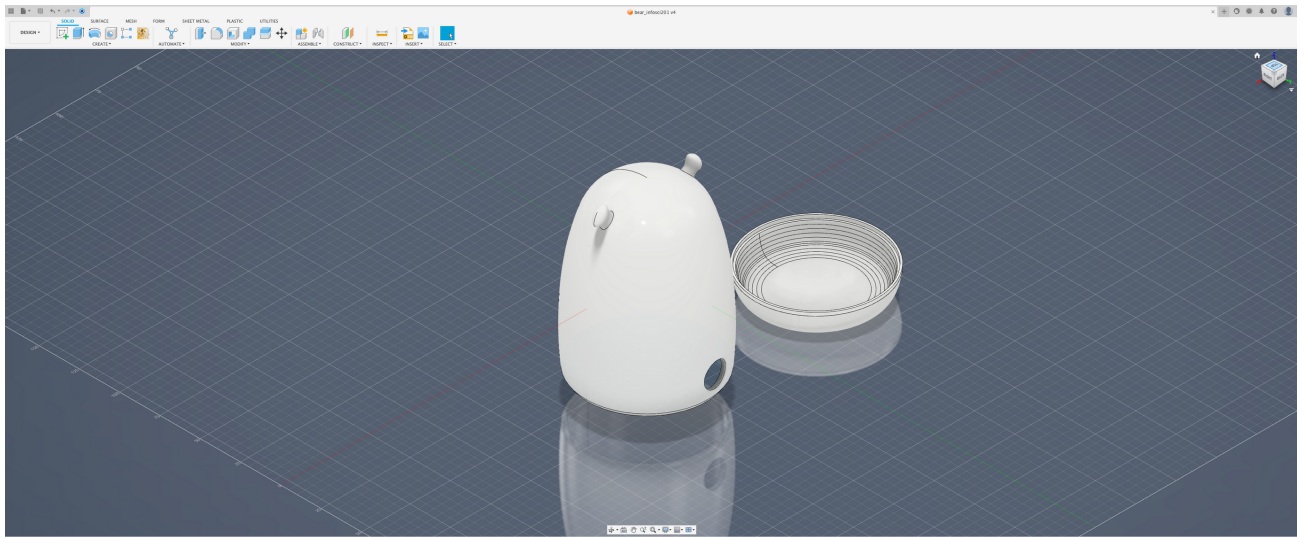 bear_infosci201 v4
SOLID SURFACE MESH FORM SHEET METAL PLASTIC UTILITIES
DESIGN
CREATE AUTOMATE MODIFY ASSEMBLE CONSTRUCT INSPECT INSERT SELECT